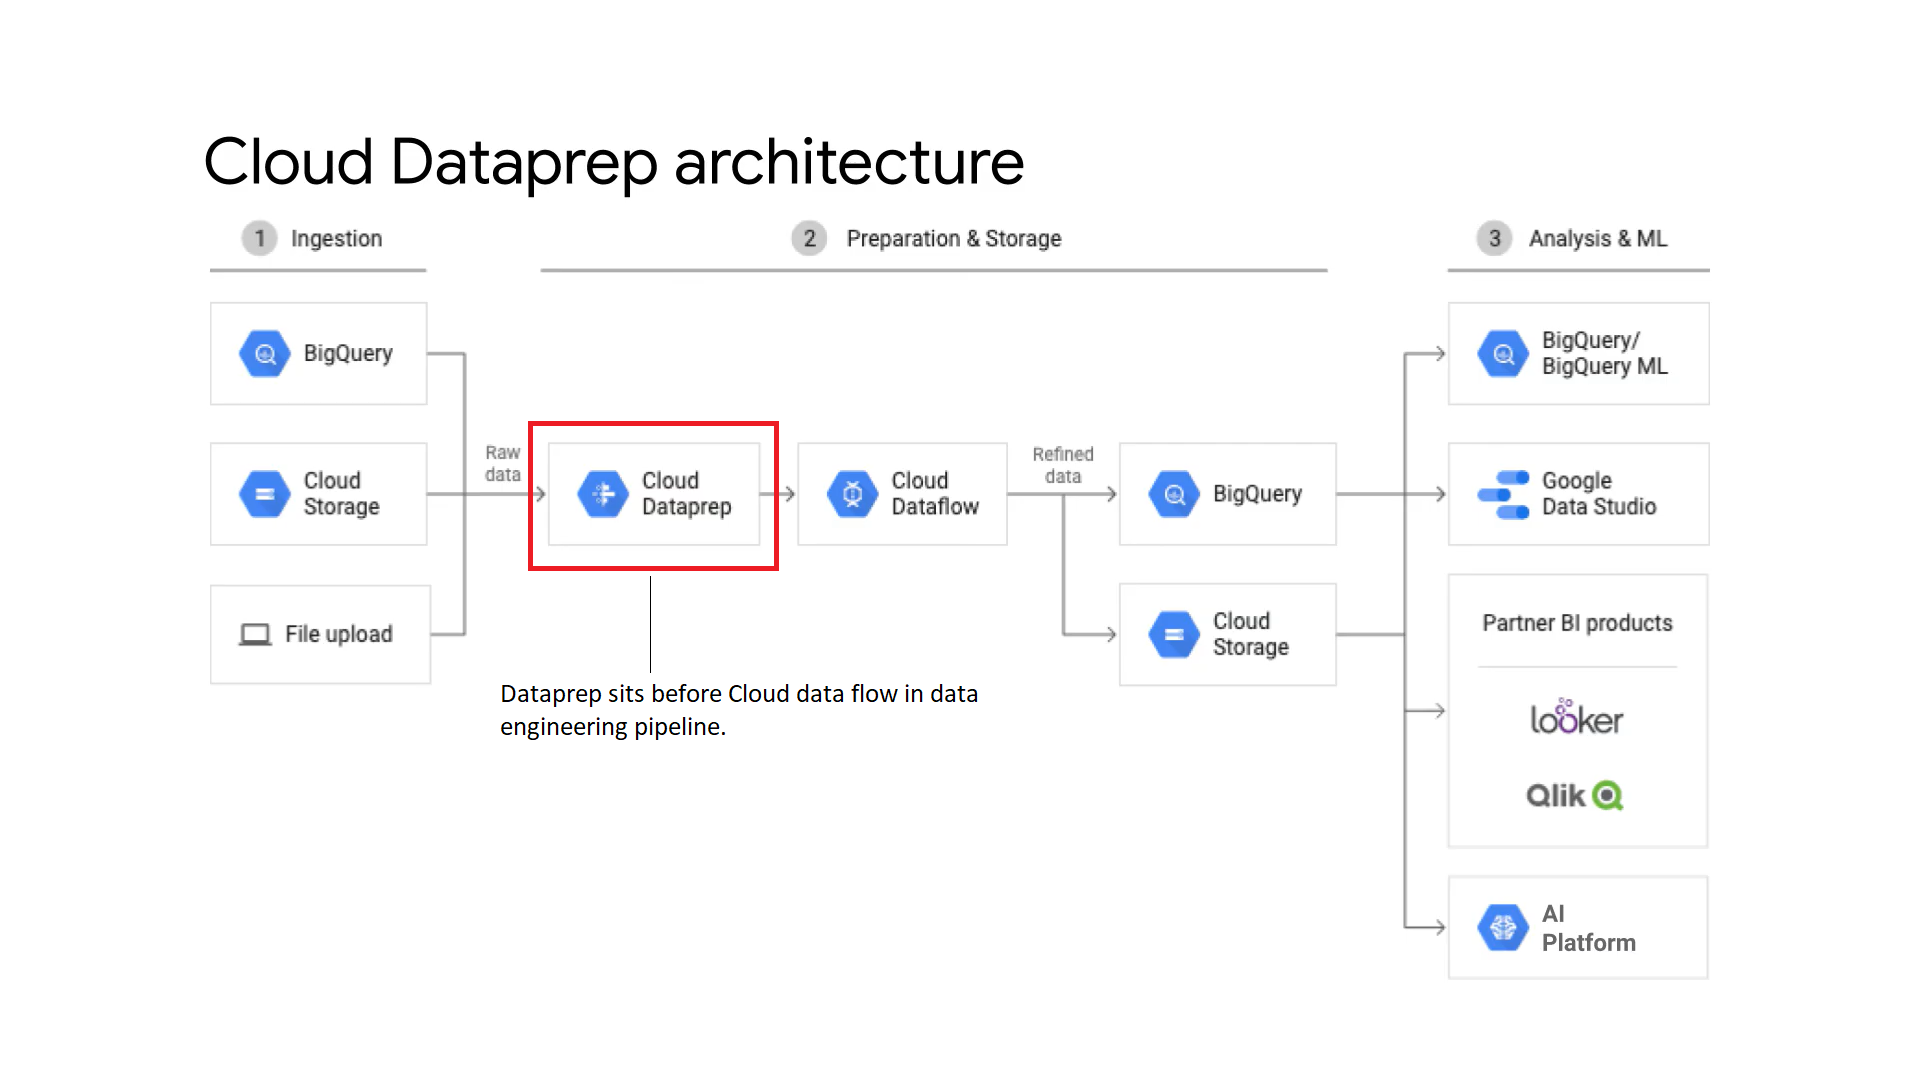 Cloud Dataprep architecture
1 Ingestion
2 Preparation & Storage
3 Analysis & ML
BigQuery
Cloud
Storage
File upload
Raw
data
Cloud
Dataprep
Cloud
Dataflow
Refined
data
BigQuery
Cloud
Storage
BigQuery/
BigQuery ML
Google
Data Studio
Partner BI products
looker
Qlik
AI
Platform
Dataprep sits before Cloud data flow in data
engineering pipeline.